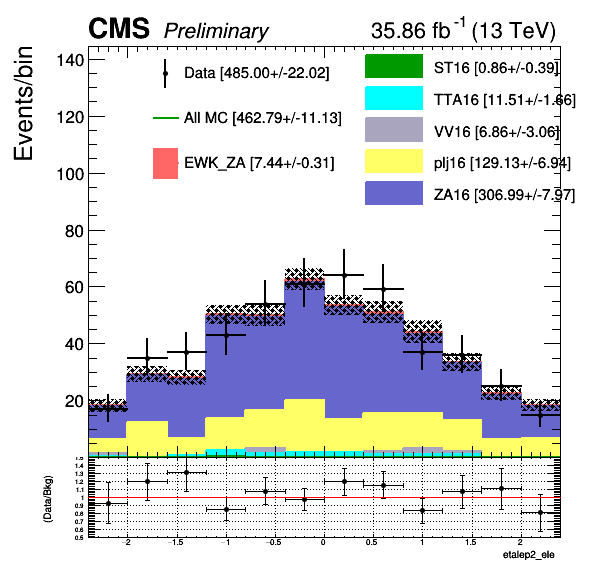 CMS Preliminary 35.86 fb⁻¹ (13 TeV)
Events/bin
140
120
100
80
60
40
20
Data [485.00+/-22.02]
All MC [462.79+/-11.13]
EWK_ZA [7.44+/-0.31]
ST16 [0.86+/-0.39]
TTA16 [11.51+/-1.66]
VV16 [6.86+/-3.06]
plj16 [129.13+/-6.94]
ZA16 [306.99+/-7.97]
(Data/Bkg)
1.5
1.4
1.3
1.2
1.1
1
0.9
0.8
0.7
0.6
0.5
-2 -1.5 -1 -0.5 0 0.5 1 1.5 2
etalep2_ele